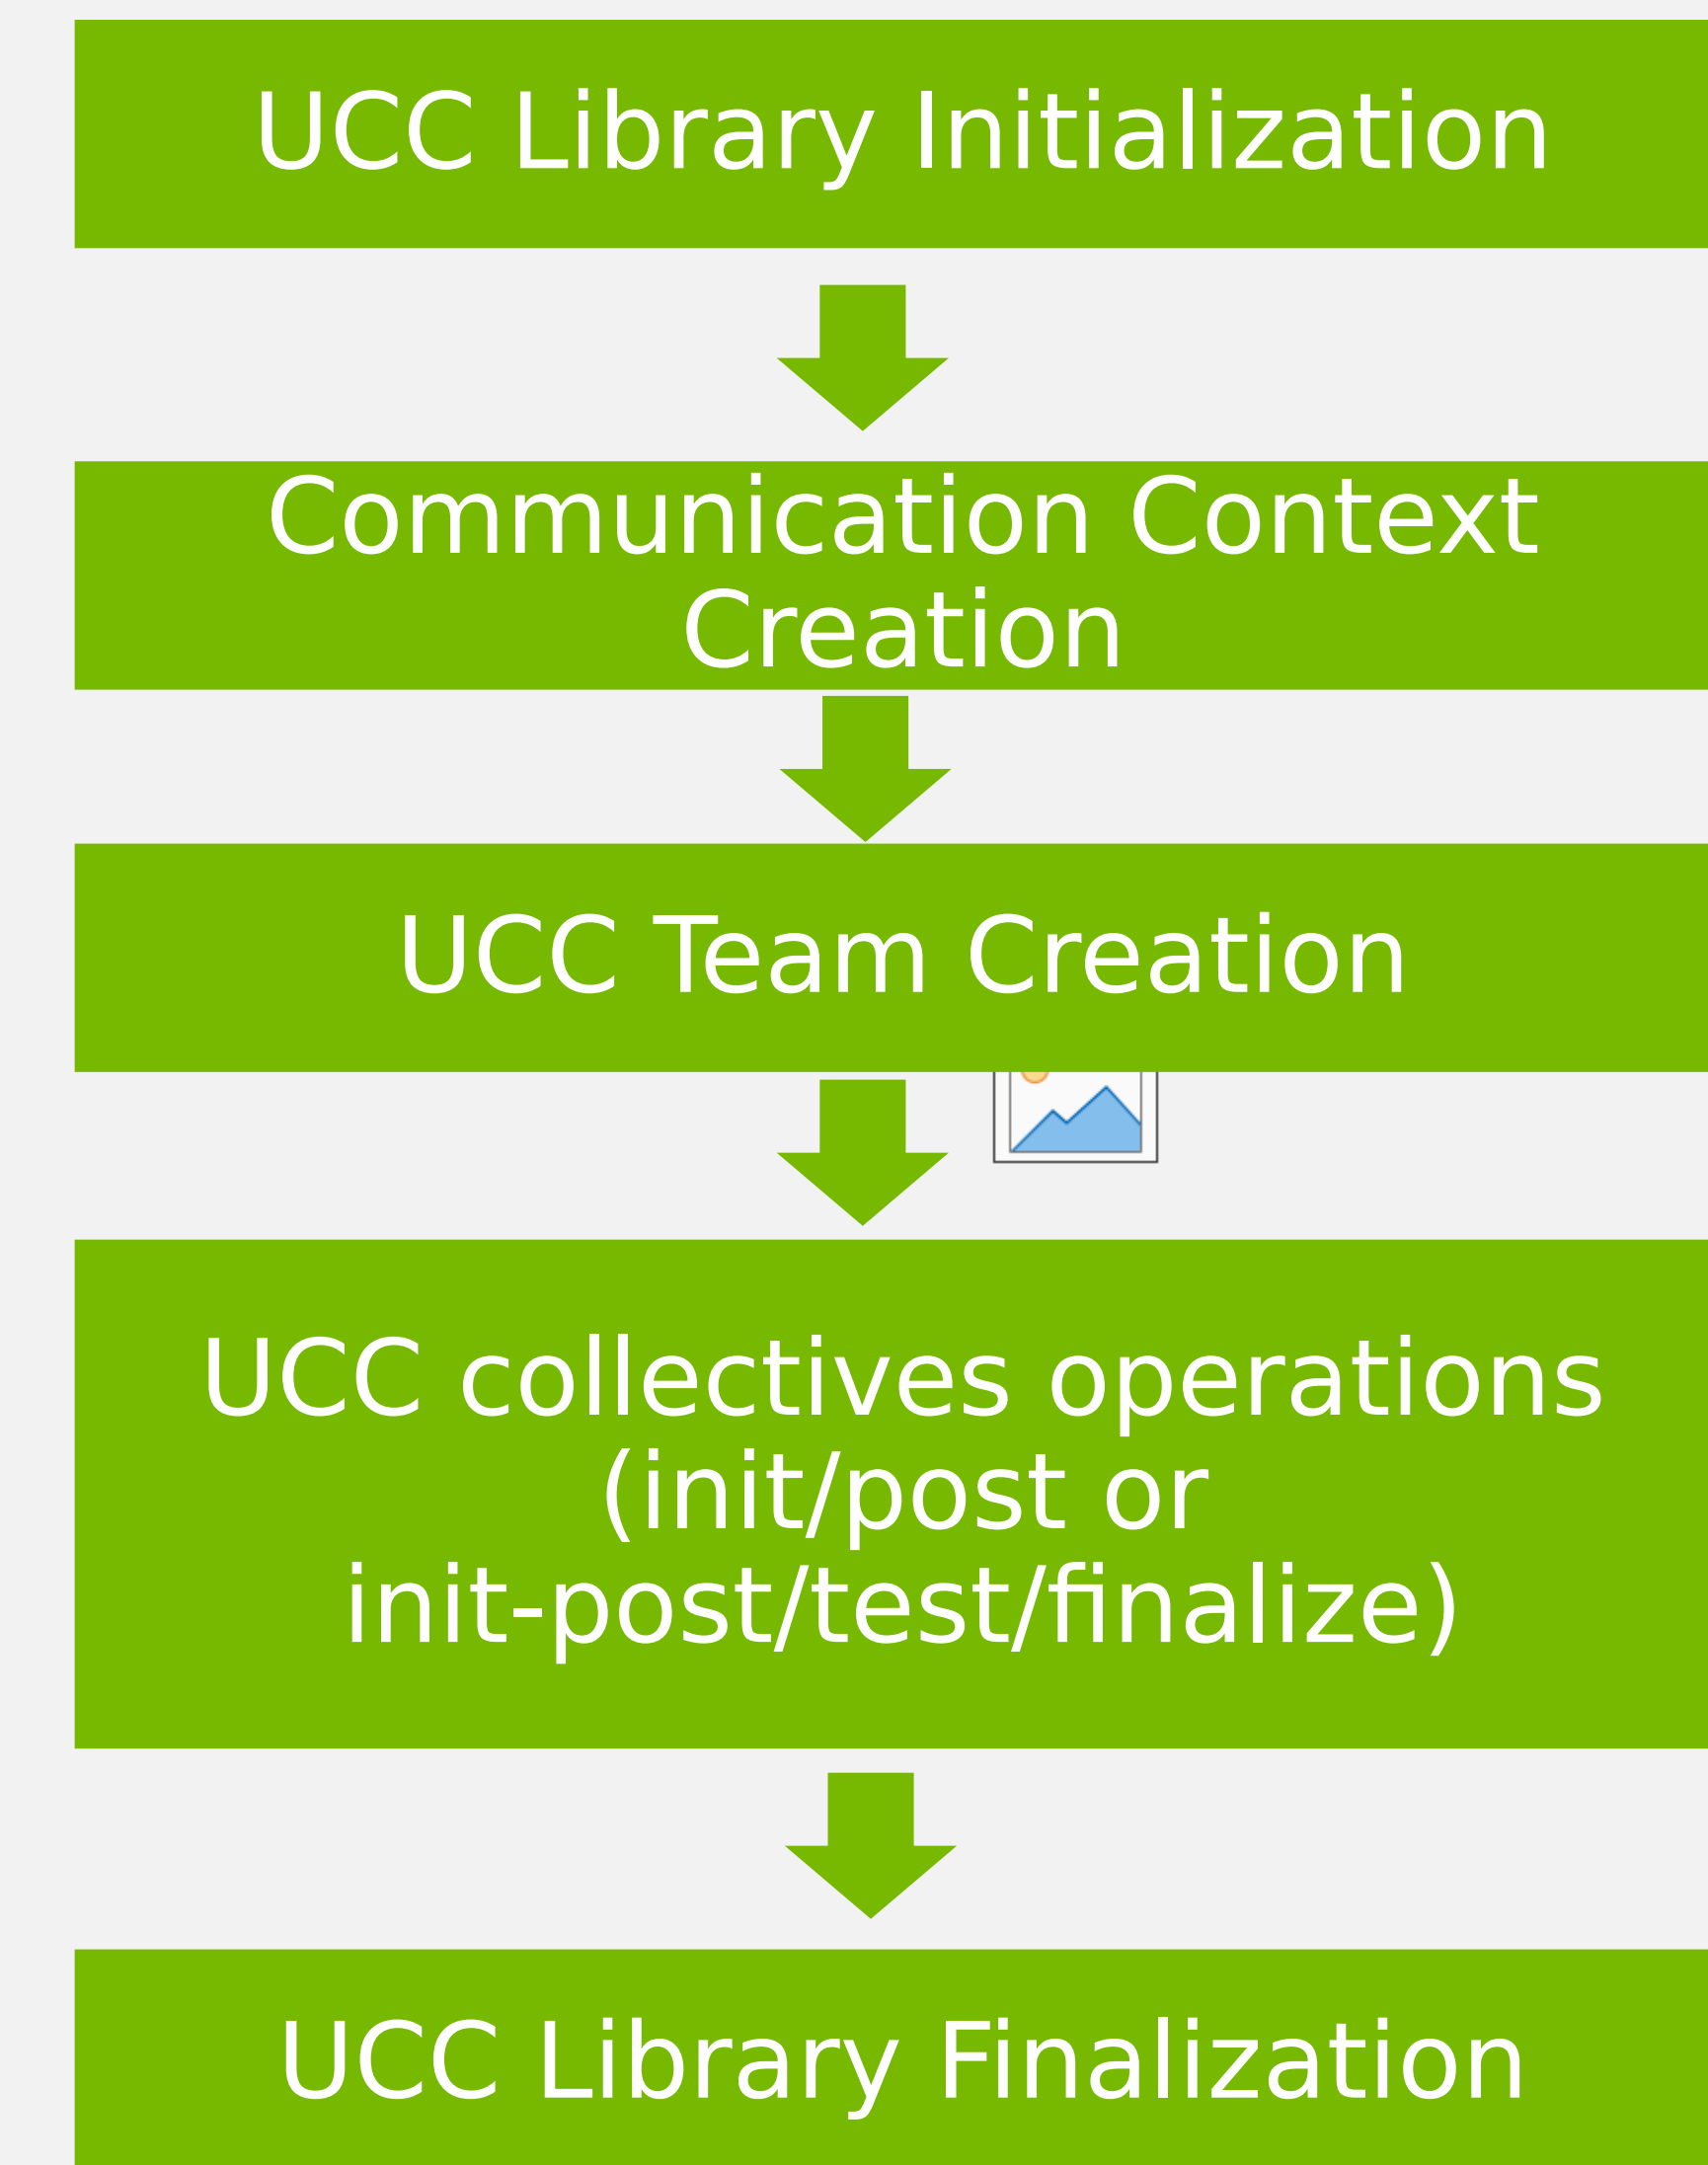 UCC Library Initialization
Communication Context
Creation
UCC Team Creation
UCC collectives operations
(init/post or
init-post/test/finalize)
UCC Library Finalization